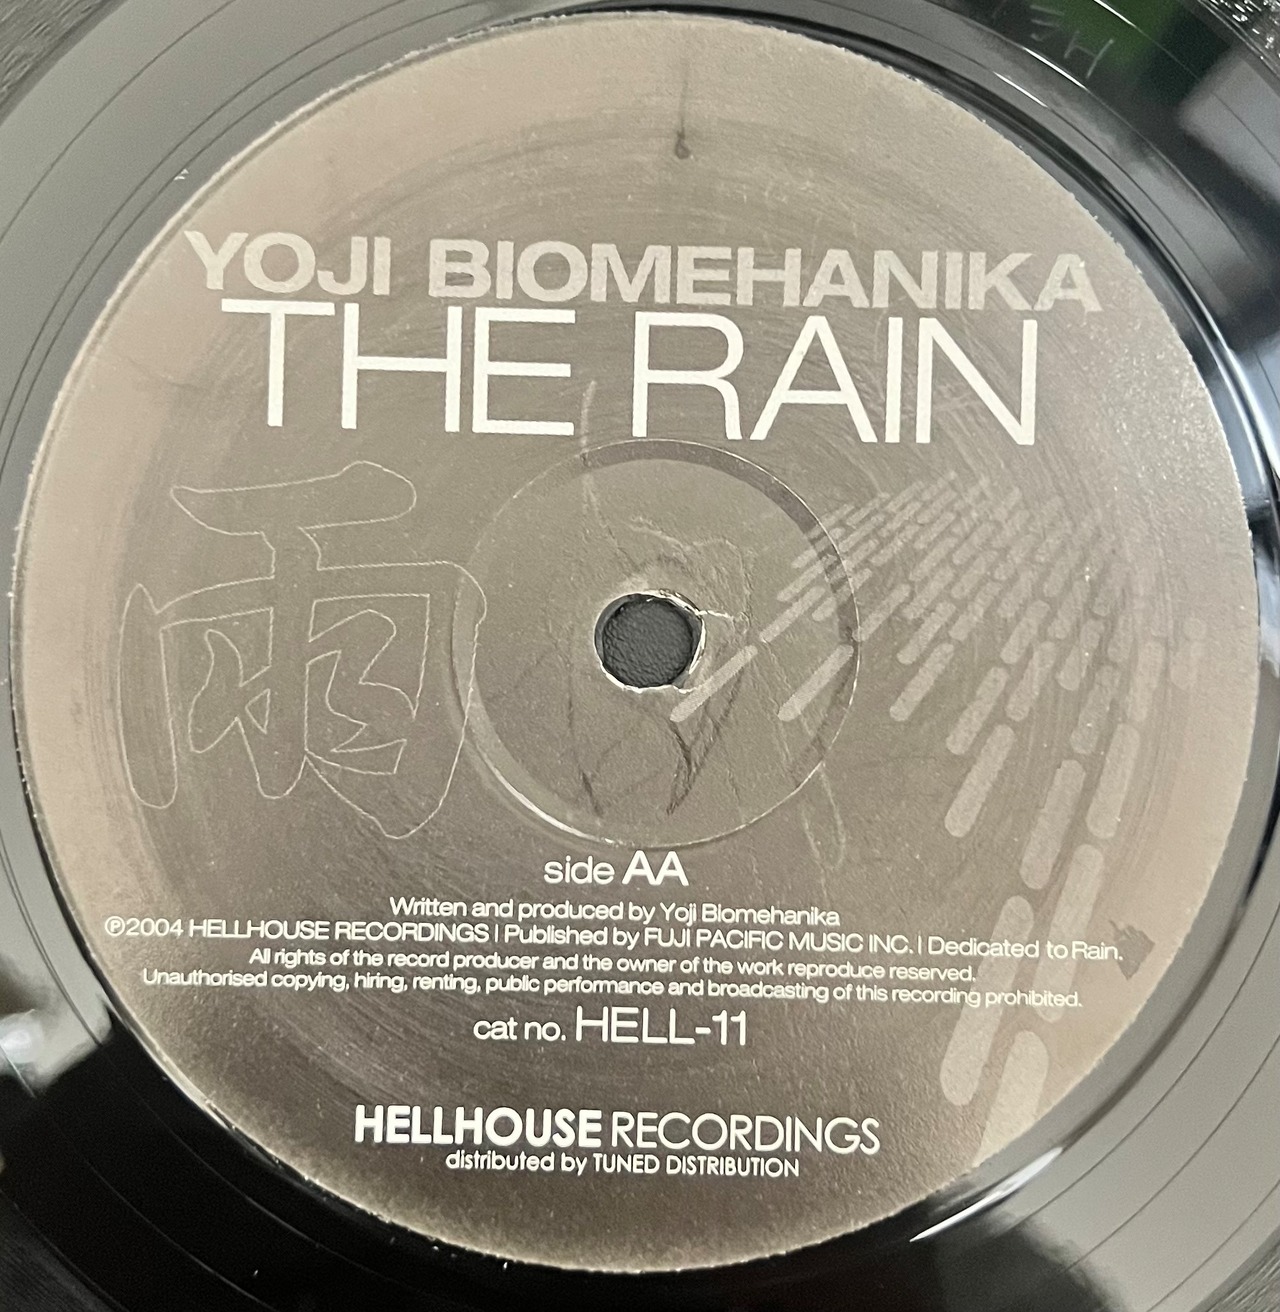 YOJI BIOMEHANIKA
THE RAIN
雨
side AA
Written and produced by Yoji Biomehanika
℗2004 HELLHOUSE RECORDINGS | Published by FUJI PACIFIC MUSIC INC. | Dedicated to Rain.
All rights of the record producer and the owner of the work reproduce reserved.
Unauthorised copying, hiring, renting, public performance and broadcasting of this recording prohibited.
cat no. HELL-11
HELLHOUSE RECORDINGS
distributed by TUNED DISTRIBUTION